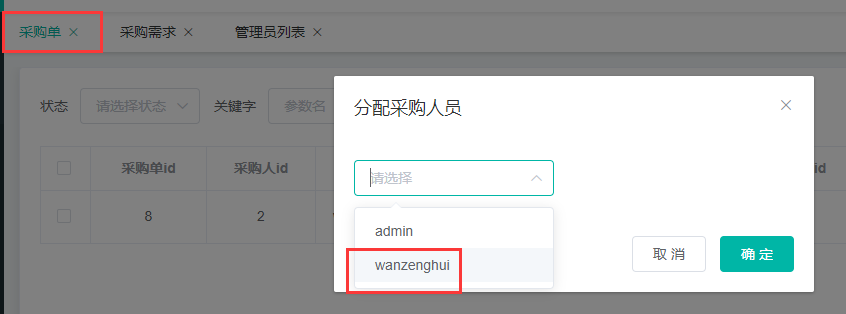 采购单 × 采购需求 × 管理员列表 ×
状态 请选择状态 关键字 参数名
分配采购人员
采购单id 采购人id id
请选择
8 2
admin
wanzenghui
取 消 确 定